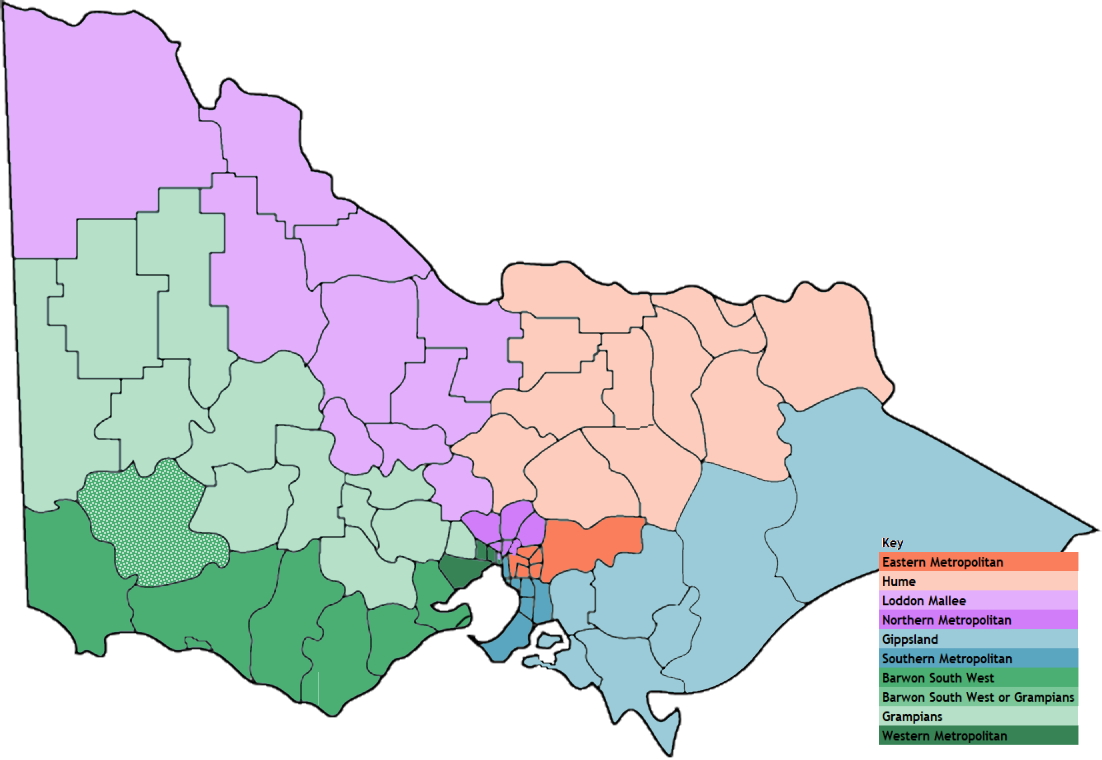 Key
Eastern Metropolitan
Hume
Loddon Mallee
Northern Metropolitan
Gippsland
Southern Metropolitan
Barwon South West
Barwon South West or Grampians
Grampians
Western Metropolitan